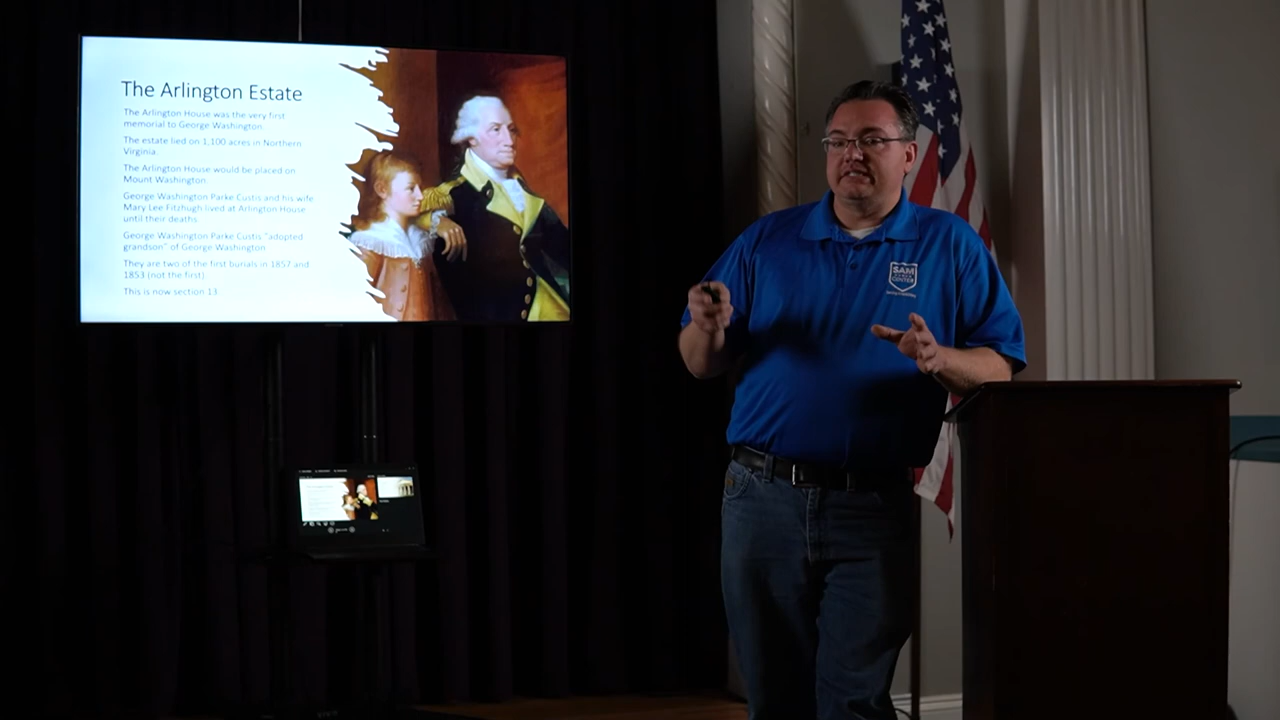 The Arlington Estate
The Arlington House was the very first
memorial to George Washington.
The estate lied on 1,100 acres in Northern
Virginia.
The Arlington House would be placed on
Mount Washington.
George Washington Parke Custis and his wife
Mary Lee Fitzhugh lived at Arlington House
until their deaths.
George Washington Parke Custis "adopted
grandson" of George Washington
They are two of the first burials in 1857 and
1853 (not the first).
This is now section 13.
SAM
CENTER